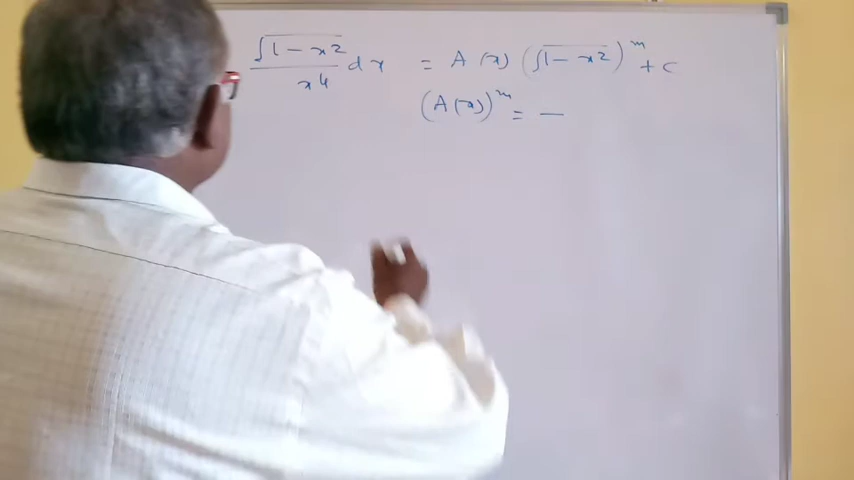 √1-x2 / x4 dx = A(x) (√1-x2)^m + c
(A(x))^m = —